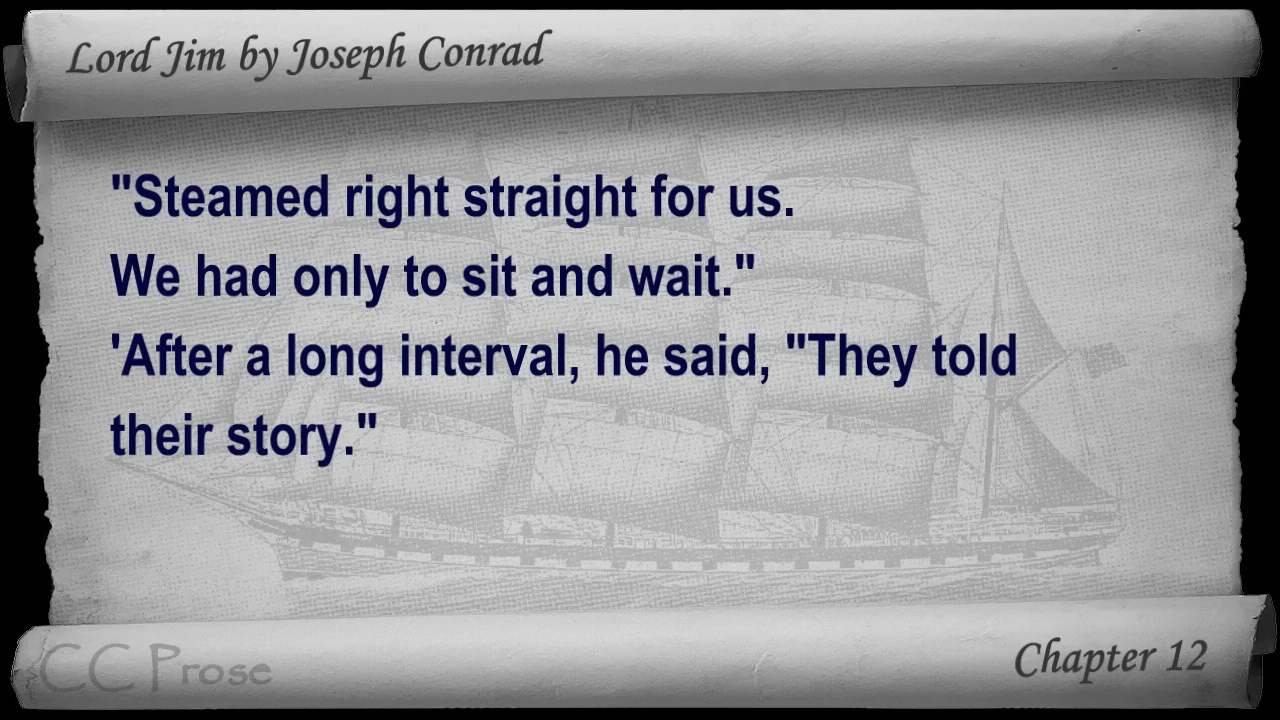 Lord Jim by Joseph Conrad
"Steamed right straight for us.
We had only to sit and wait."
'After a long interval, he said, "They told
their story."
CC Prose
Chapter 12